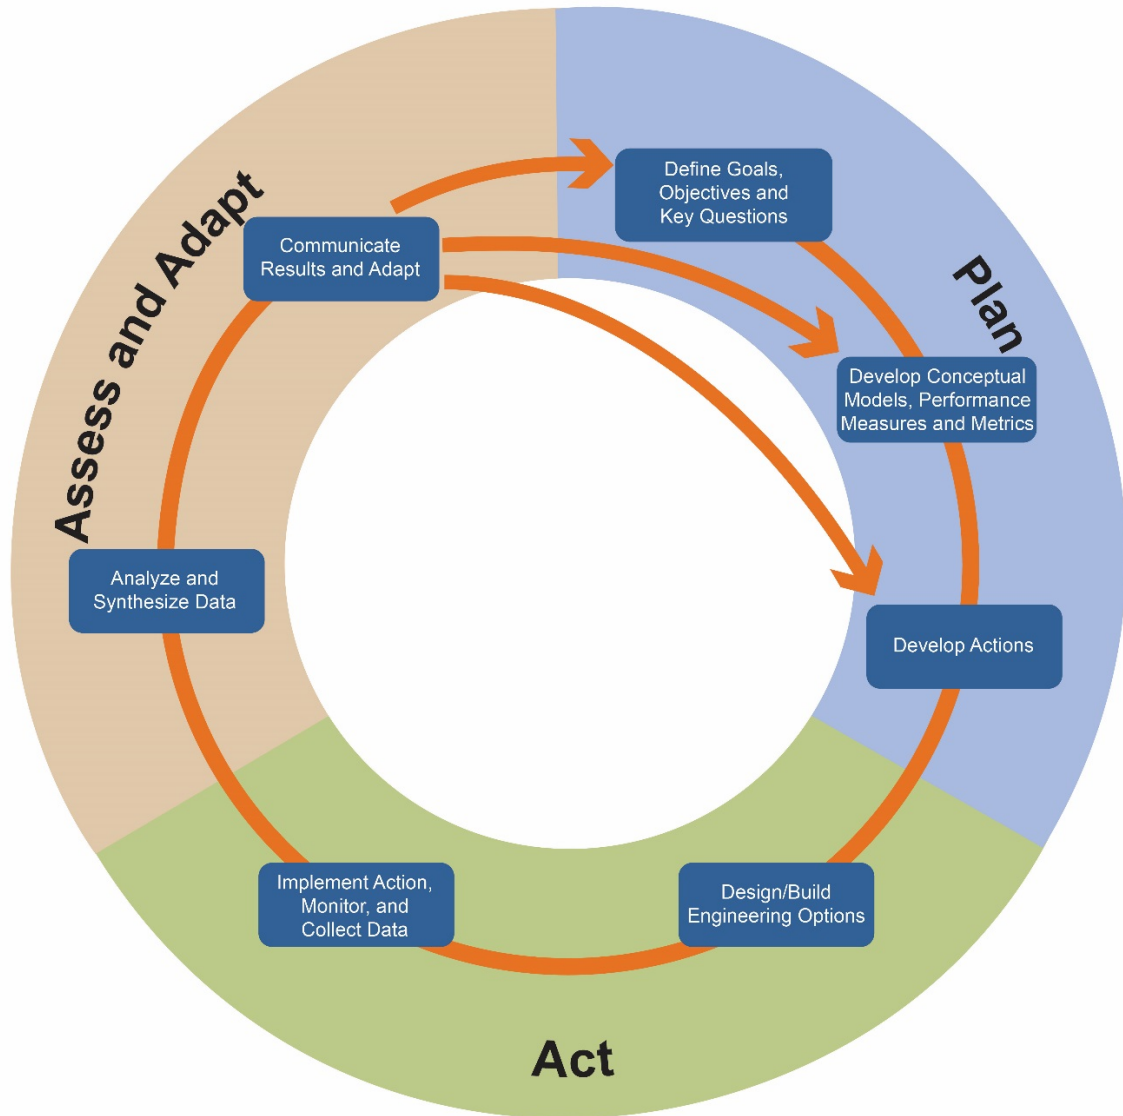 Assess and Adapt
Plan
Act
Define Goals,
Objectives and
Key Questions
Develop Conceptual
Models, Performance
Measures and Metrics
Develop Actions
Design/Build
Engineering Options
Implement Action,
Monitor, and
Collect Data
Analyze and
Synthesize Data
Communicate
Results and Adapt